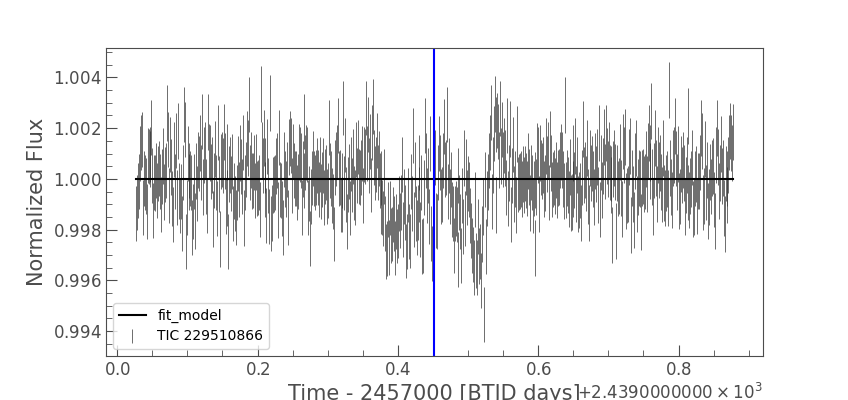 1.004
1.002
1.000
0.998
0.996
0.994
Normalized Flux
fit_model
TIC 229510866
0.0 0.2 0.4 0.6 0.8
Time - 2457000 [BTJD days]
+2.4390000000 × 10³